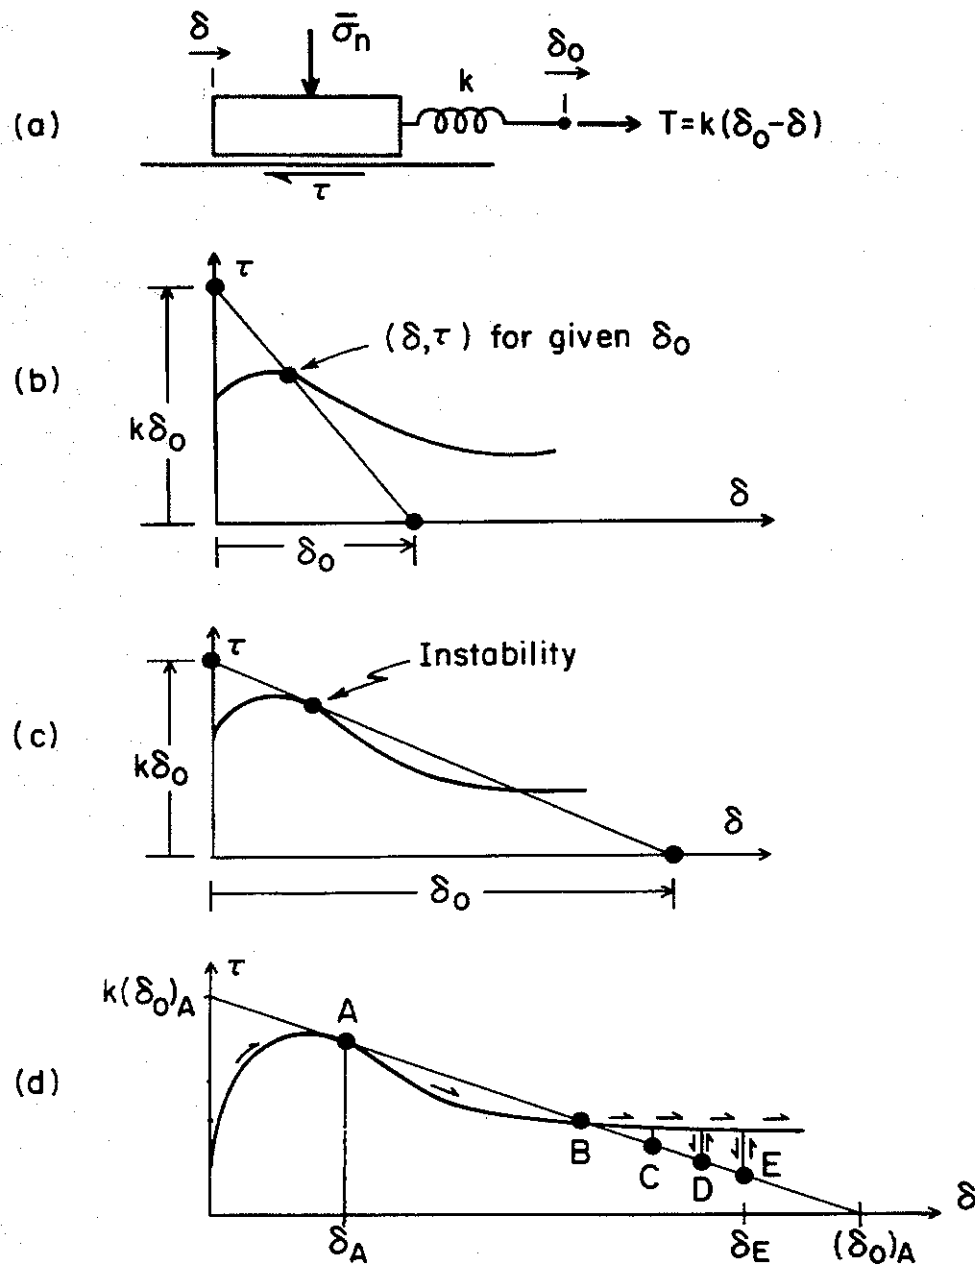 (a)
δ
σ̄n
k
δo
T=k(δo-δ)
τ
(b)
τ
(δ,τ) for given δo
kδo
δ
δo
(c)
τ
Instability
kδo
δ
δo
(d)
τ
k(δo)A
A
B
C
D
E
δ
δA
δE
(δo)A